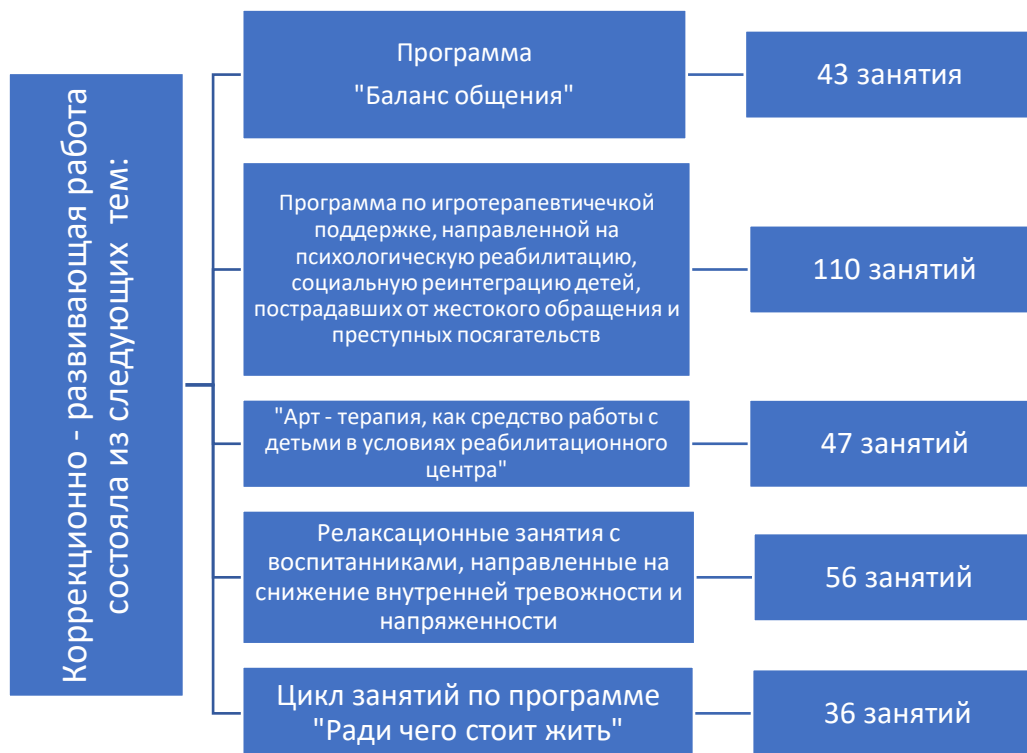 Коррекционно - развивающая работа
состояла из следующих тем:
Программа
"Баланс общения"
43 занятия
Программа по игротерапевтичечкой
поддержке, направленной на
психологическую реабилитацию,
социальную реинтеграцию детей,
пострадавших от жестокого обращения и
преступных посягательств
110 занятий
"Арт - терапия, как средство работы с
детьми в условиях реабилитационного
центра"
47 занятий
Релаксационные занятия с
воспитанниками, направленные на
снижение внутренней тревожности и
напряженности
56 занятий
Цикл занятий по программе
"Ради чего стоит жить"
36 занятий